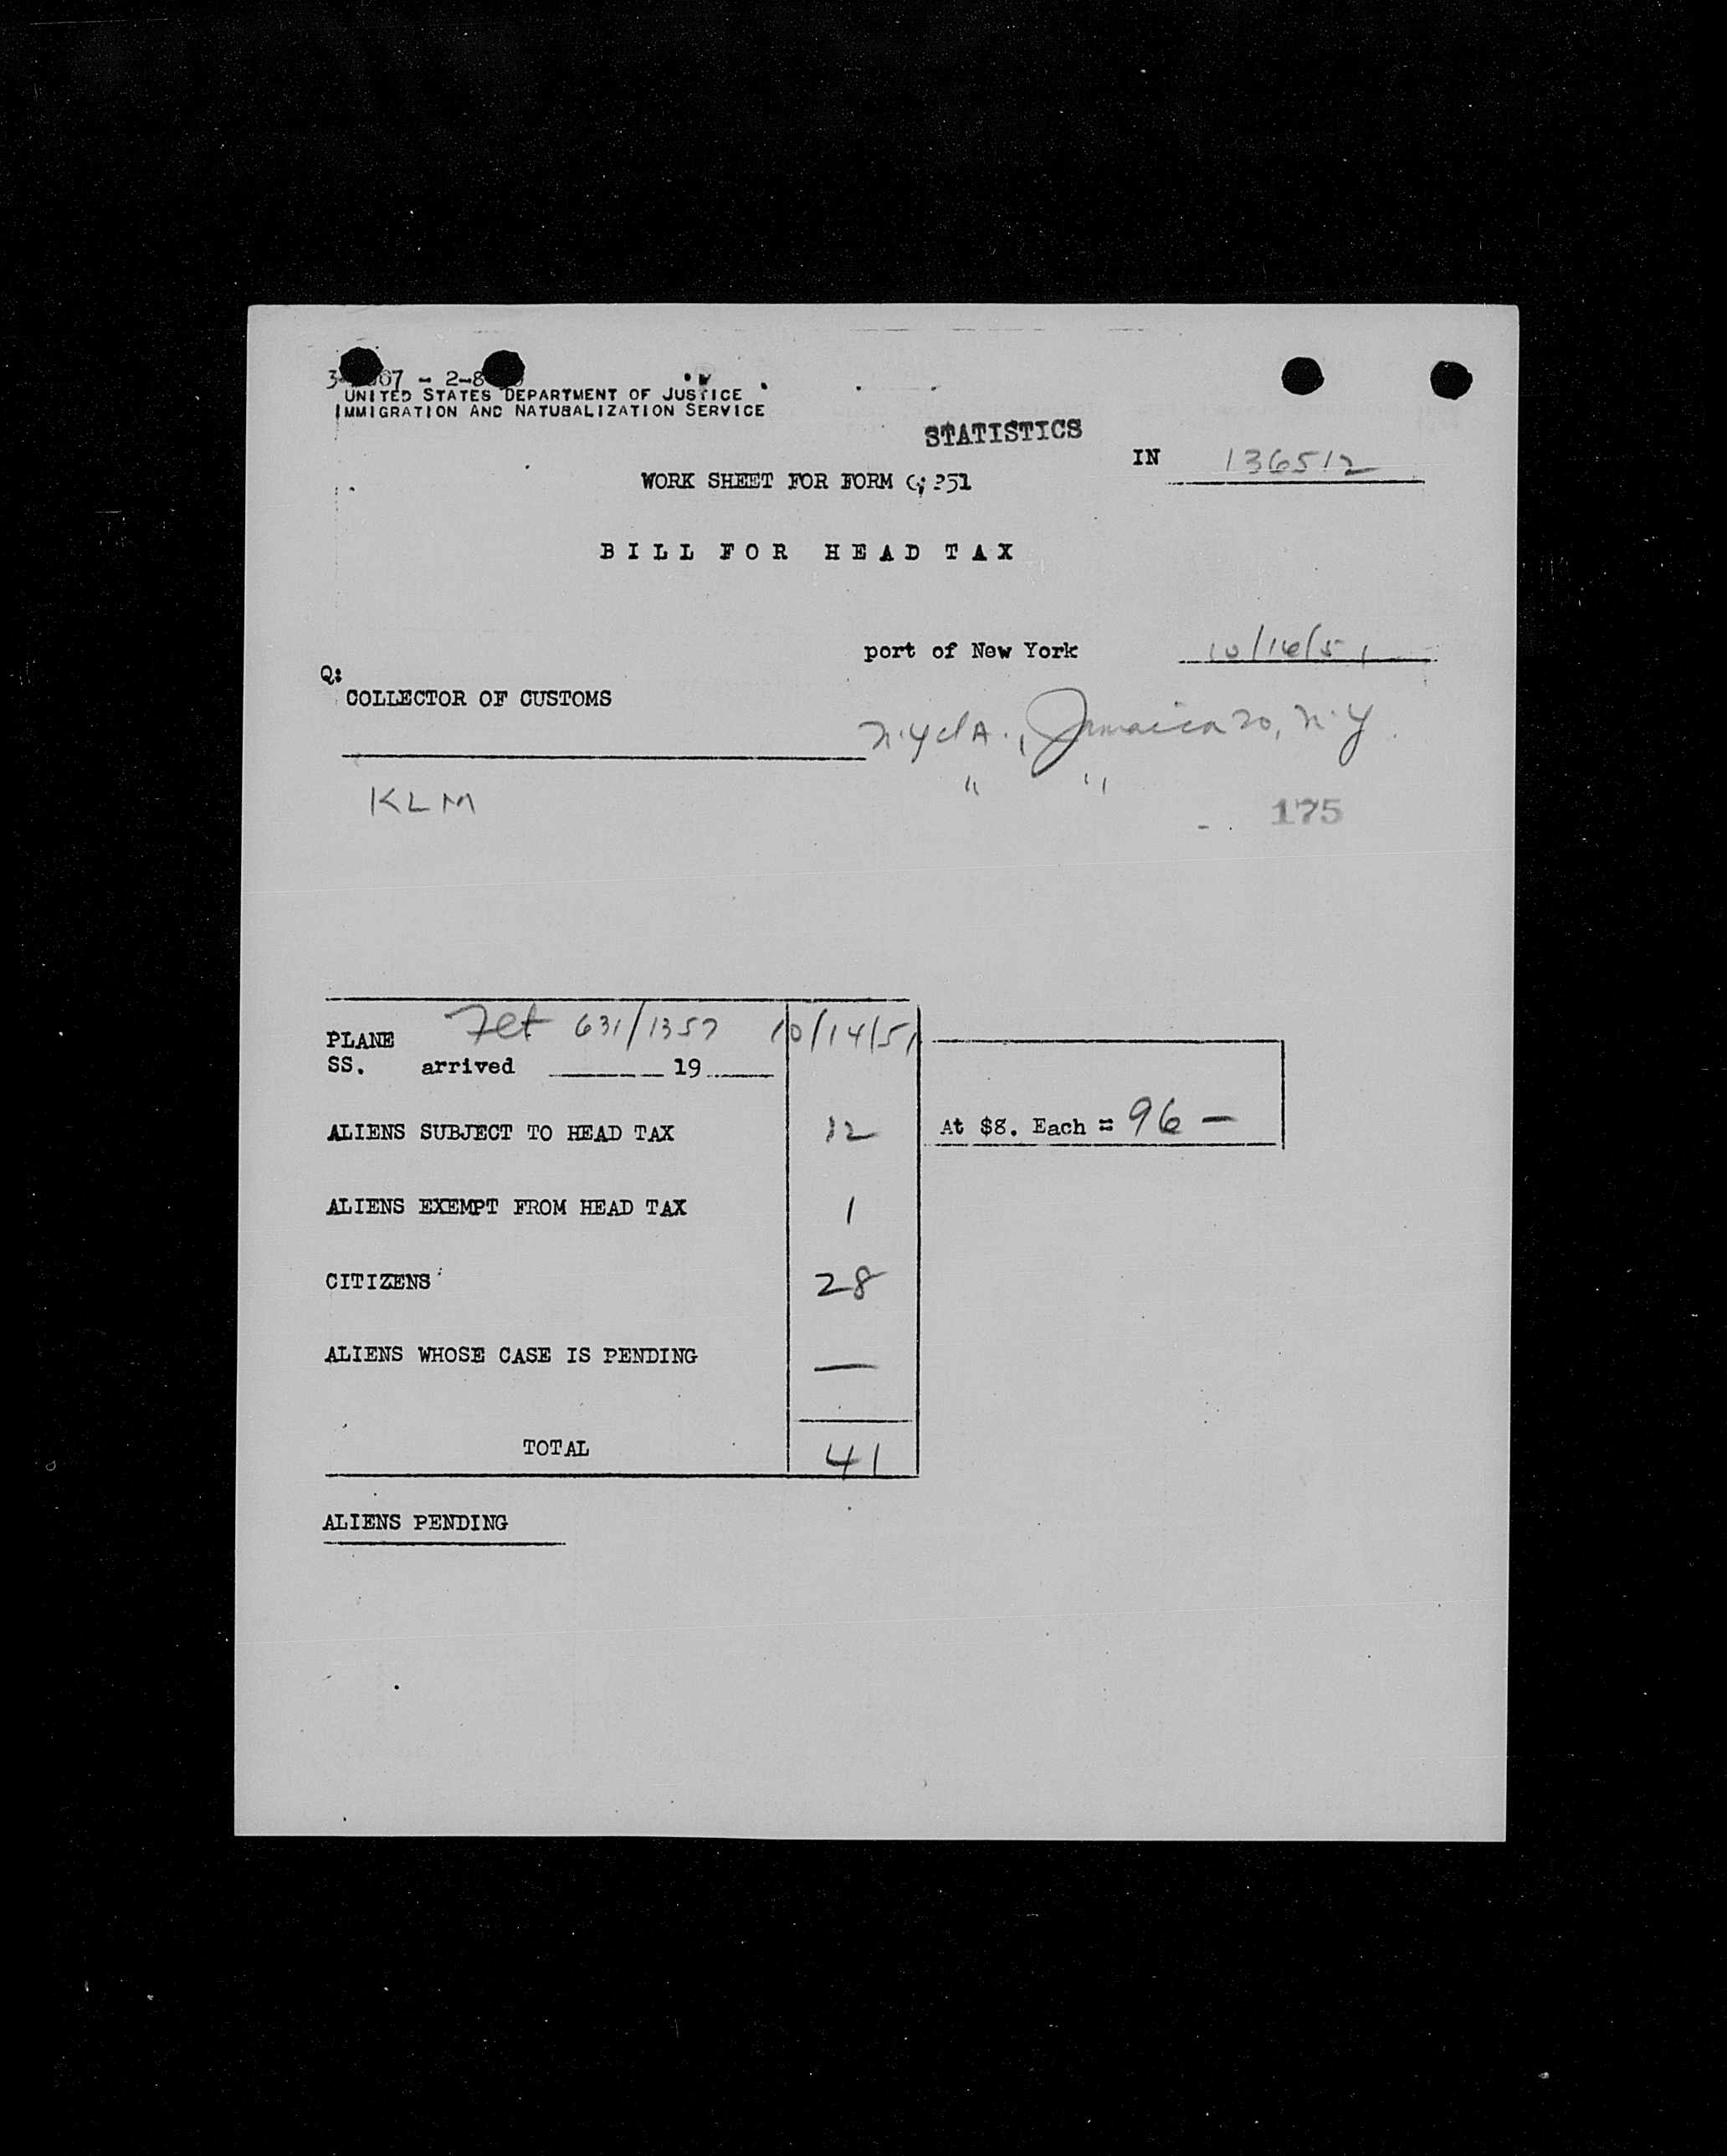 UNITED STATES DEPARTMENT OF JUSTICE
IMMIGRATION AND NATURALIZATION SERVICE
STATISTICS
IN 136512
WORK SHEET FOR FORM
BILL FOR HEAD TAX
port of New York 10/16/51
Q:
COLLECTOR OF CUSTOMS
Jamaica 20, N.Y.
" "
KLM
175
PLANE 631/1357 10/14/51
SS. arrived 19
ALIENS SUBJECT TO HEAD TAX 12 At $8. Each = 96 —
ALIENS EXEMPT FROM HEAD TAX 1
CITIZENS 28
ALIENS WHOSE CASE IS PENDING —
TOTAL 41
ALIENS PENDING